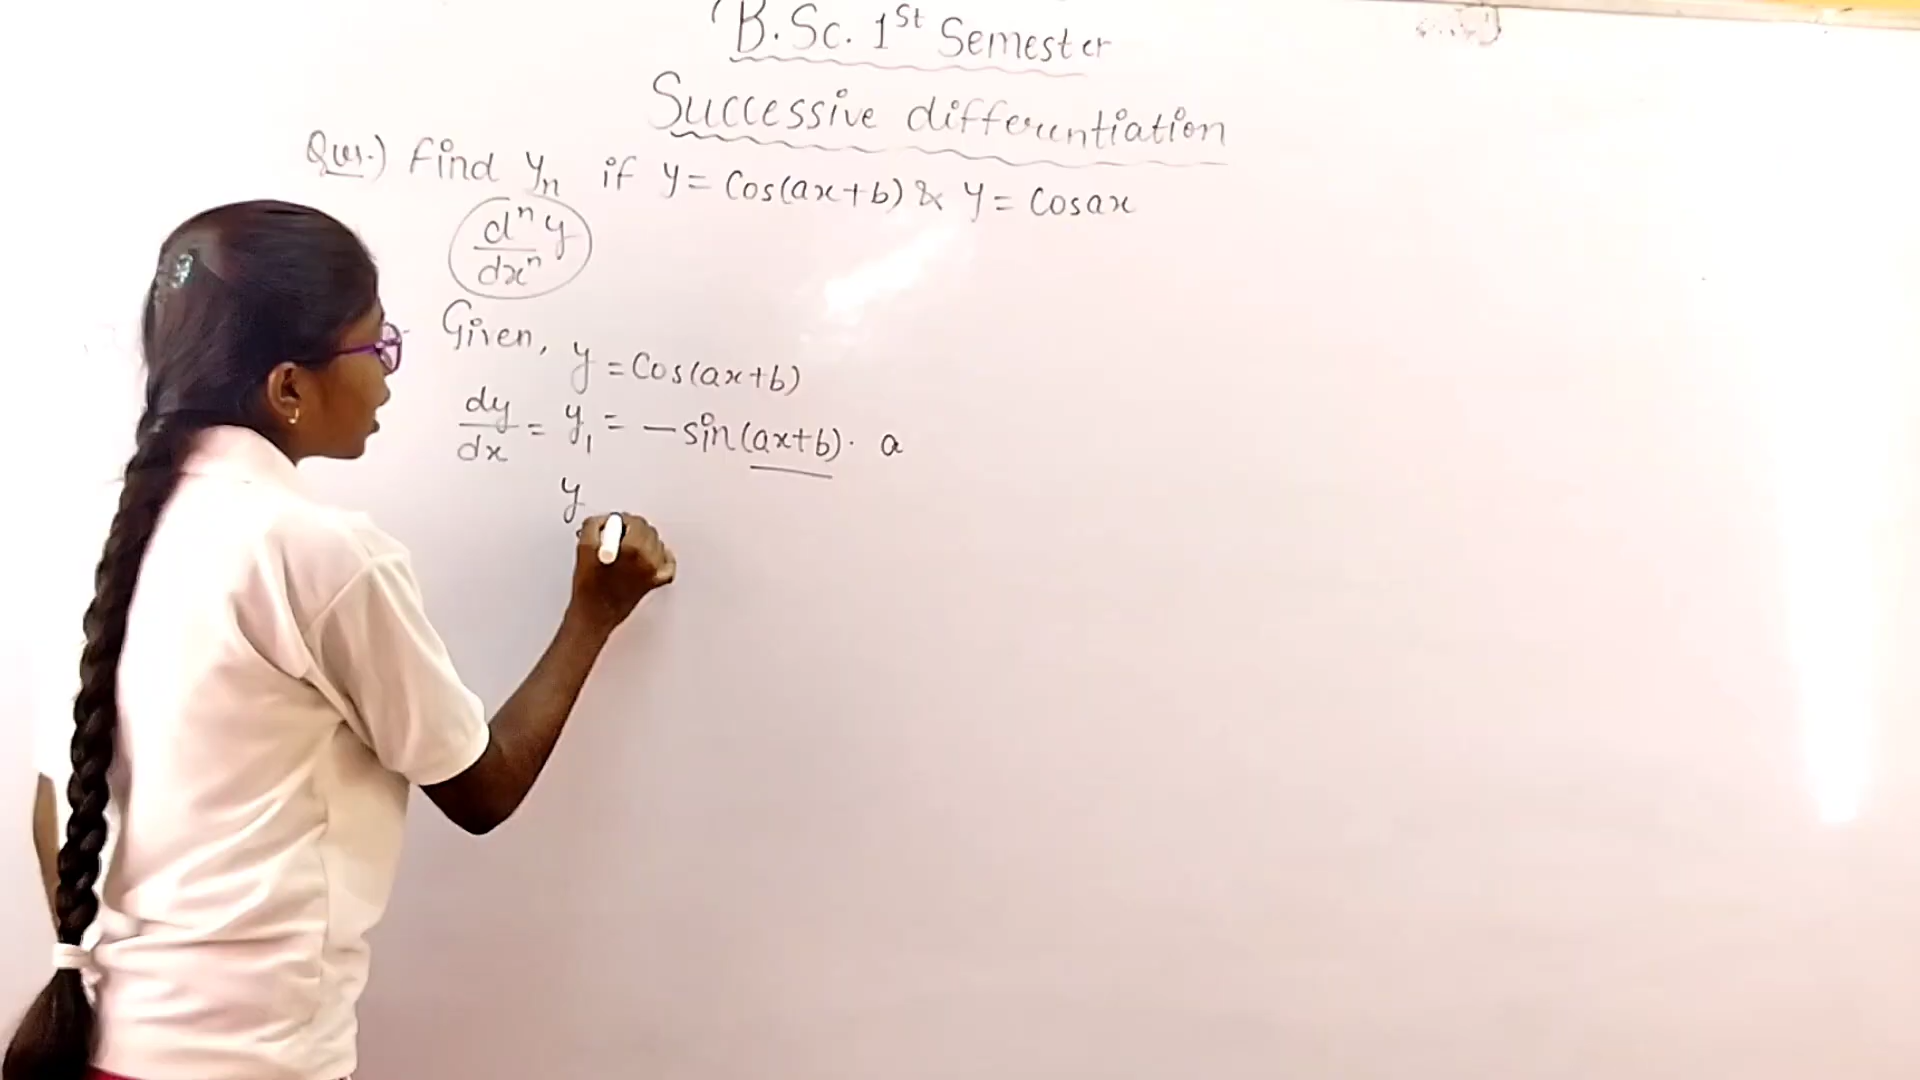 B.Sc. 1st Semester
Successive differentiation
Ques.) Find yn if y = Cos(ax+b) & y = Cosax
dⁿy
dxⁿ
Given, y = Cos(ax+b)
dy/dx = y₁ = - sin(ax+b). a
y